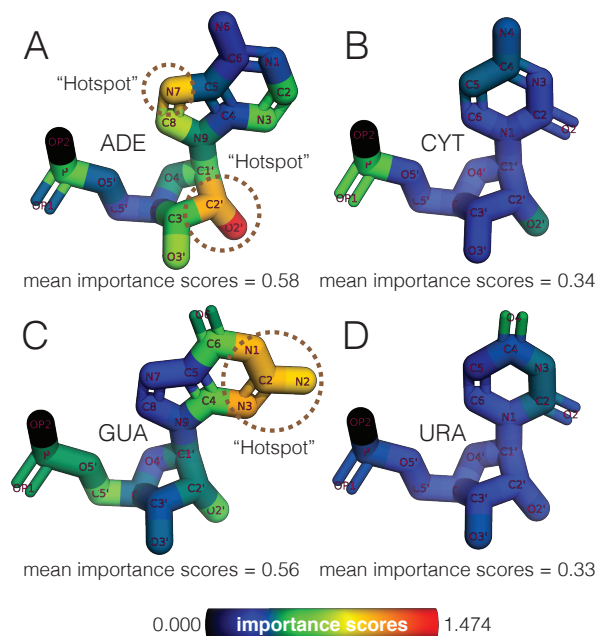 A
B
N6
C6
N1
C5
C2
N7
C4
N3
C8
N9
"Hotspot"
ADE
"Hotspot"
OP2
P
O5'
OP1
C5'
O4'
C1'
C2'
C3'
O2'
O3'
mean importance scores = 0.58
N4
C4
C5
N3
C6
C2
N1
O2
CYT
OP2
P
O5'
OP1
C5'
O4'
C1'
C2'
C3'
O2'
O3'
mean importance scores = 0.34
C
D
O6
C6
N1
N7
C5
C2
N2
C8
C4
N3
N9
GUA
"Hotspot"
OP2
P
O5'
OP1
C5'
O4'
C1'
C2'
C3'
O2'
O3'
mean importance scores = 0.56
O4
C4
C5
N3
C6
C2
N1
O2
URA
OP2
P
O5'
OP1
C5'
O4'
C1'
C2'
C3'
O2'
O3'
mean importance scores = 0.33
0.000 importance scores 1.474